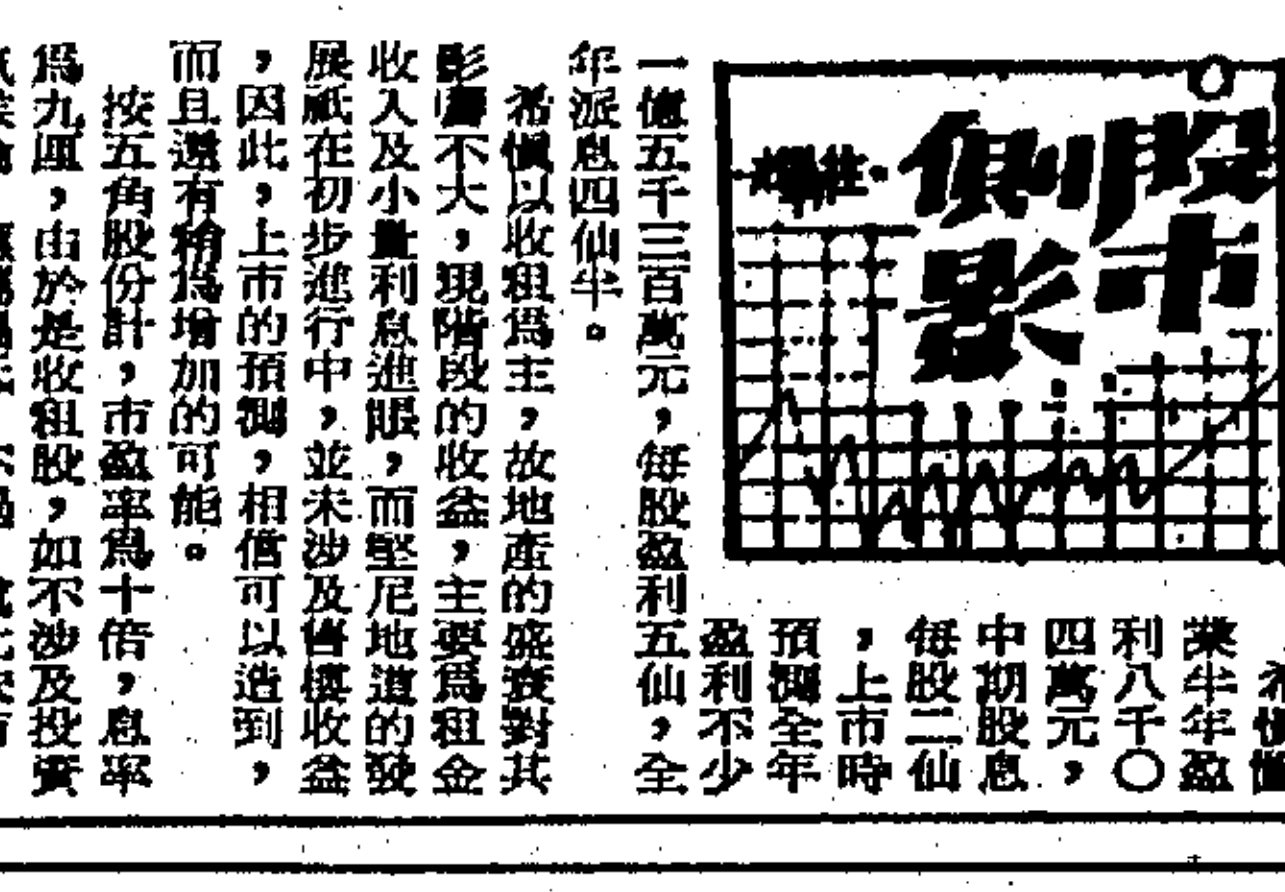 股市
側影
業半年盈
利八千〇
四萬元，
中期股息
每股二仙
，上市時
預測全年
盈利不少
一億五千三百萬元，每股盈利五仙，全
年派息四仙半。
希愼以收租爲主，故地產的盛衰對其
影響不大，現階段的收益，主要爲租金
收入及小量利息進賬，而堅尼地道的發
展祇在初步進行中，並未涉及售樓收益
，因此，上市的預測，相信可以造到，
而且還有稍爲增加的可能。
按五角股份計，市盈率爲十倍，息率
爲九厘，由於是收租股，如不涉及投資